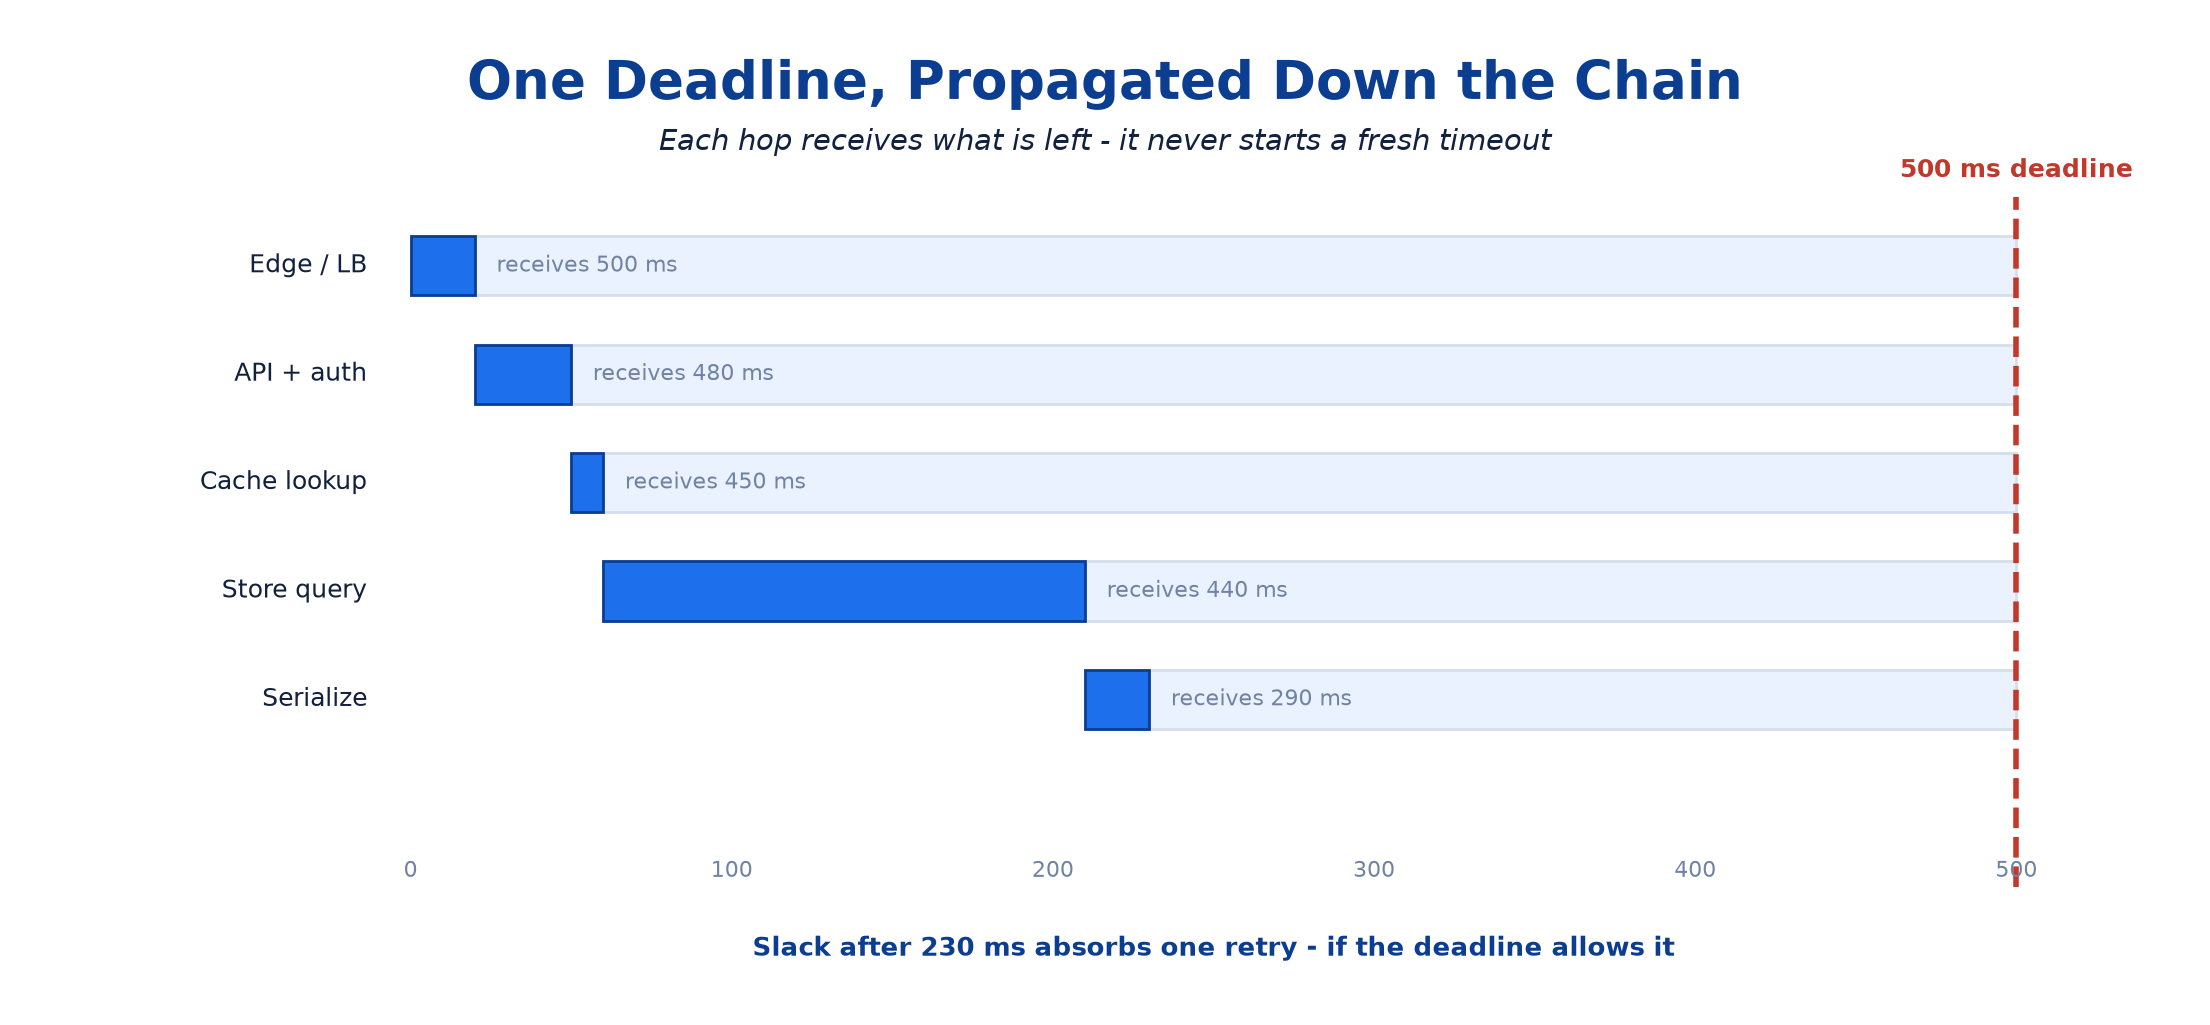 One Deadline, Propagated Down the Chain
Each hop receives what is left - it never starts a fresh timeout
500 ms deadline
Edge / LB
receives 500 ms
API + auth
receives 480 ms
Cache lookup
receives 450 ms
Store query
receives 440 ms
Serialize
receives 290 ms
0 100 200 300 400 500
Slack after 230 ms absorbs one retry - if the deadline allows it